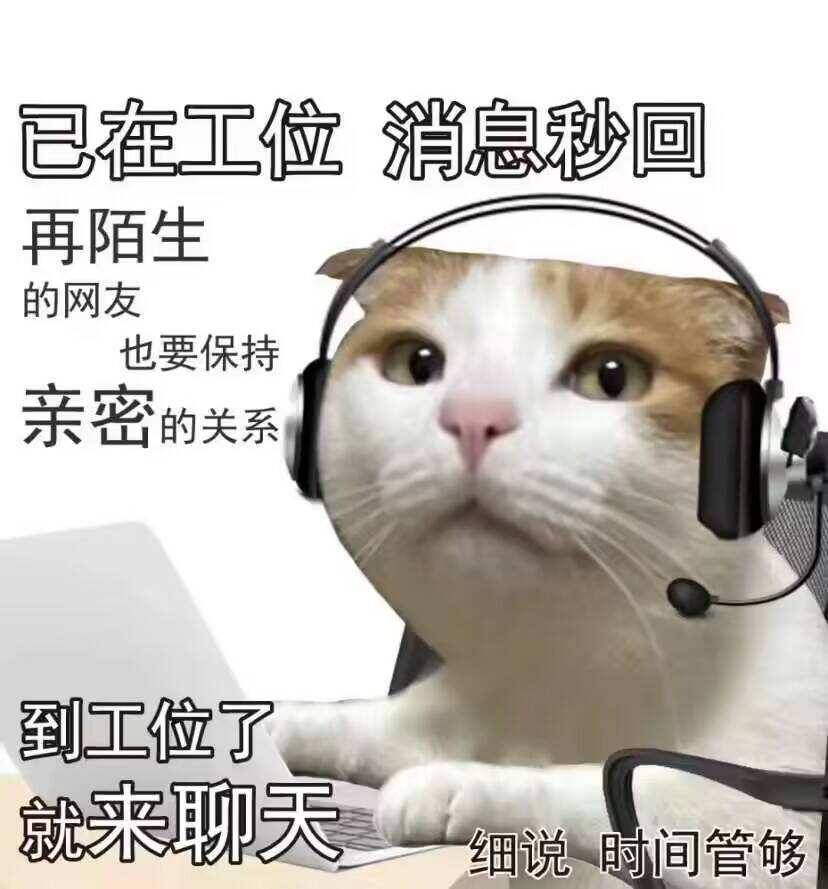 已在工位 消息秒回
再陌生
的网友
也要保持
亲密的关系
到工位了
就来聊天
细说 时间管够